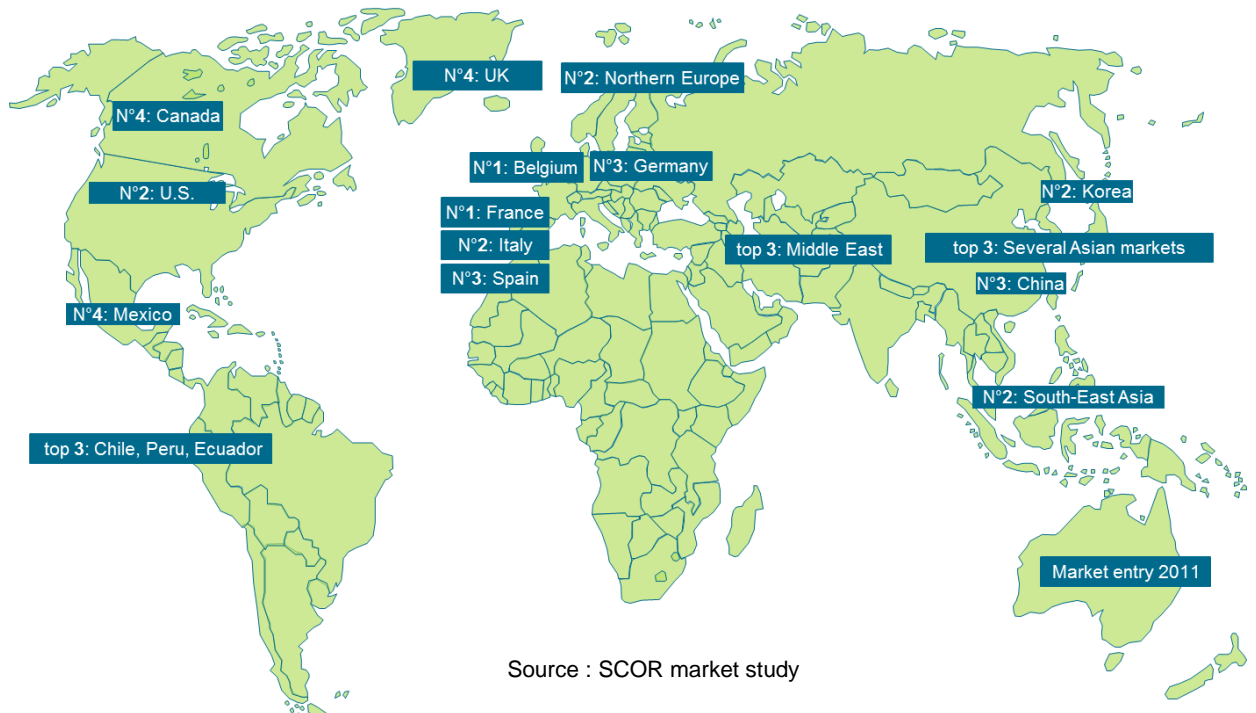 N°4: UK
N°2: Northern Europe
N°4: Canada
N°1: Belgium
N°3: Germany
N°2: U.S.
N°2: Korea
N°1: France
N°2: Italy
top 3: Middle East
top 3: Several Asian markets
N°3: Spain
N°3: China
N°4: Mexico
N°2: South-East Asia
top 3: Chile, Peru, Ecuador
Market entry 2011
Source : SCOR market study